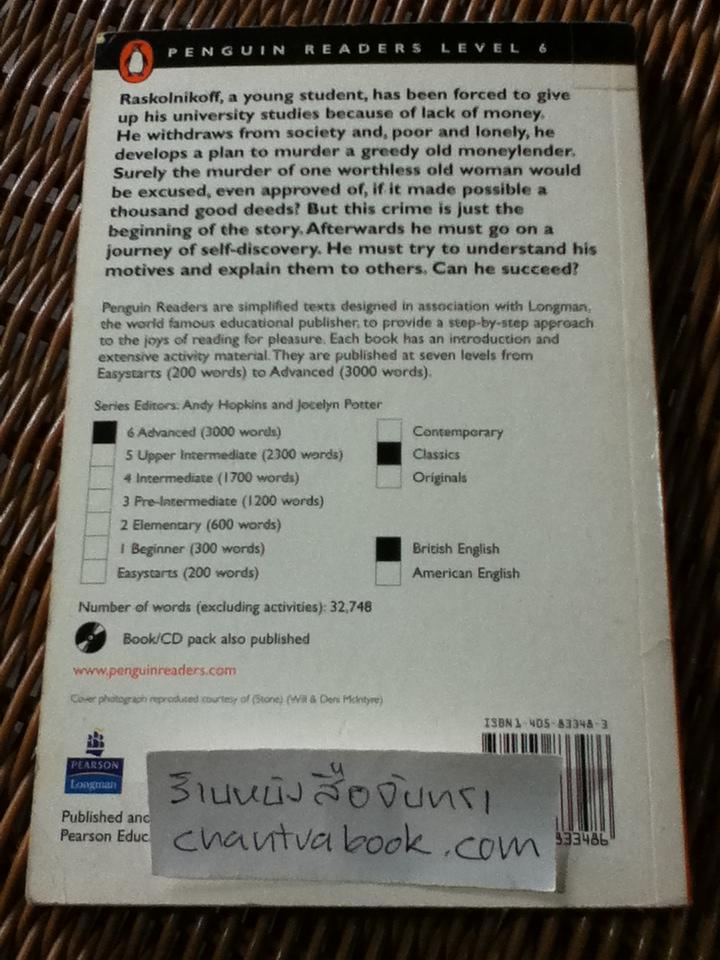 PENGUIN READERS LEVEL 6
Raskolnikoff, a young student, has been forced to give
up his university studies because of lack of money.
He withdraws from society and, poor and lonely, he
develops a plan to murder a greedy old moneylender.
Surely the murder of one worthless old woman would
be excused, even approved of, if it made possible a
thousand good deeds? But this crime is just the
beginning of the story. Afterwards he must go on a
journey of self-discovery. He must try to understand his
motives and explain them to others. Can he succeed?
Penguin Readers are simplified texts designed in association with Longman,
the world famous educational publisher, to provide a step-by-step approach
to the joys of reading for pleasure. Each book has an introduction and
extensive activity material. They are published at seven levels from
Easystarts (200 words) to Advanced (3000 words).
Series Editors: Andy Hopkins and Jocelyn Potter
6 Advanced (3000 words)
5 Upper Intermediate (2300 words)
4 Intermediate (1700 words)
3 Pre-Intermediate (1200 words)
2 Elementary (600 words)
1 Beginner (300 words)
Easystarts (200 words)
Contemporary
Classics
Originals
British English
American English
Number of words (excluding activities): 32,748
Book/CD pack also published
www.penguinreaders.com
Cover photograph reproduced courtesy of (Stone) (Will & Deni McIntyre)
ISBN 1-405-83348-3
PEARSON
Longman
Published and
Pearson Educ
833486
ร้านหนังสือจันทรา
chantrabook.com